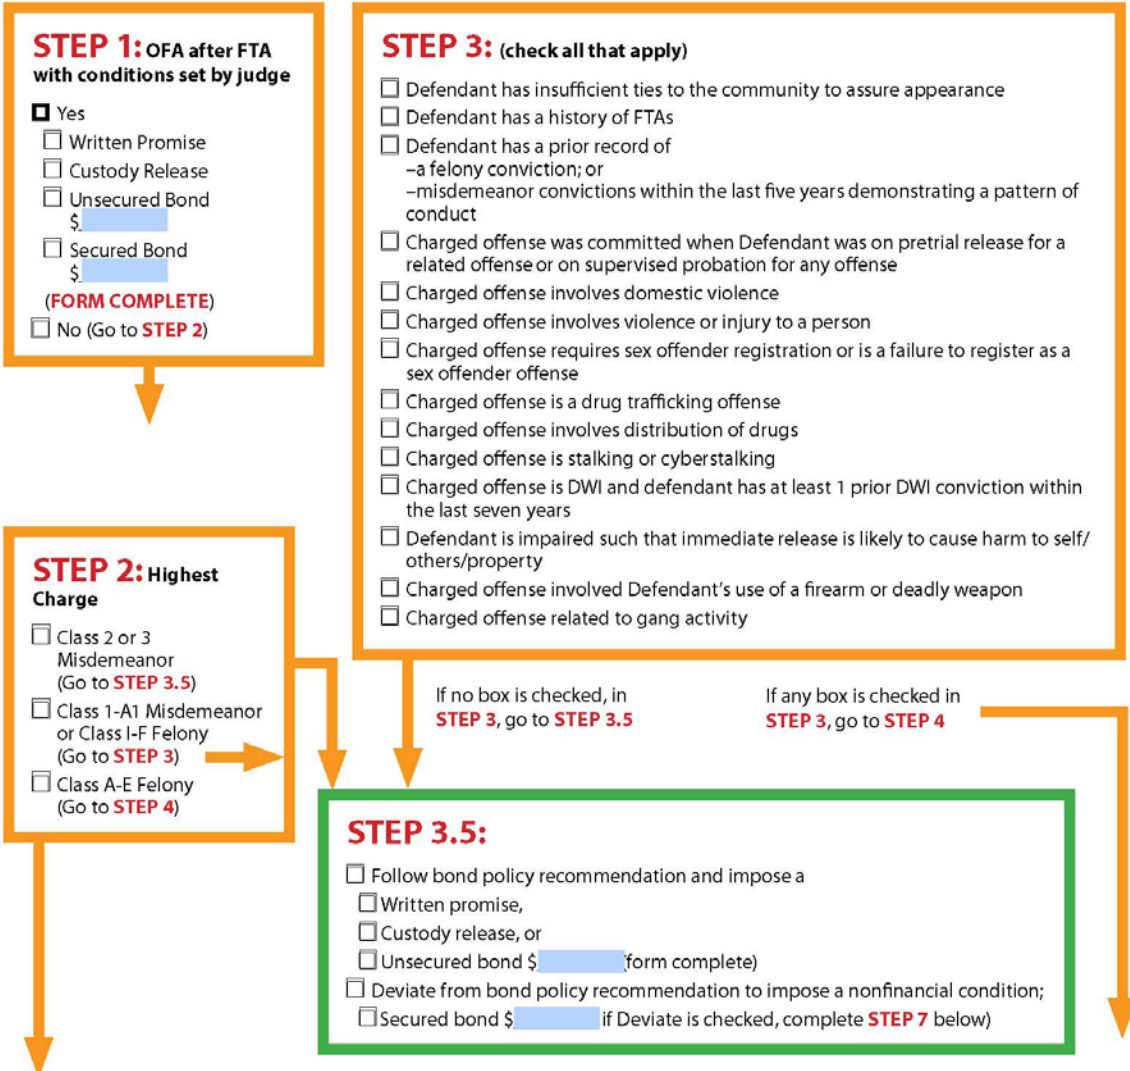 STEP 1: OFA after FTA
with conditions set by judge
Yes
Written Promise
Custody Release
Unsecured Bond
$
Secured Bond
$
(FORM COMPLETE)
No (Go to STEP 2)
STEP 2: Highest
Charge
Class 2 or 3
Misdemeanor
(Go to STEP 3.5)
Class 1-A1 Misdemeanor
or Class I-F Felony
(Go to STEP 3)
Class A-E Felony
(Go to STEP 4)
STEP 3: (check all that apply)
Defendant has insufficient ties to the community to assure appearance
Defendant has a history of FTAs
Defendant has a prior record of
–a felony conviction; or
–misdemeanor convictions within the last five years demonstrating a pattern of
conduct
Charged offense was committed when Defendant was on pretrial release for a
related offense or on supervised probation for any offense
Charged offense involves domestic violence
Charged offense involves violence or injury to a person
Charged offense requires sex offender registration or is a failure to register as a
sex offender offense
Charged offense is a drug trafficking offense
Charged offense involves distribution of drugs
Charged offense is stalking or cyberstalking
Charged offense is DWI and defendant has at least 1 prior DWI conviction within
the last seven years
Defendant is impaired such that immediate release is likely to cause harm to self/
others/property
Charged offense involved Defendant's use of a firearm or deadly weapon
Charged offense related to gang activity
If no box is checked, in
STEP 3, go to STEP 3.5
If any box is checked in
STEP 3, go to STEP 4
STEP 3.5:
Follow bond policy recommendation and impose a
Written promise,
Custody release, or
Unsecured bond $ (form complete)
Deviate from bond policy recommendation to impose a nonfinancial condition;
Secured bond $ if Deviate is checked, complete STEP 7 below)